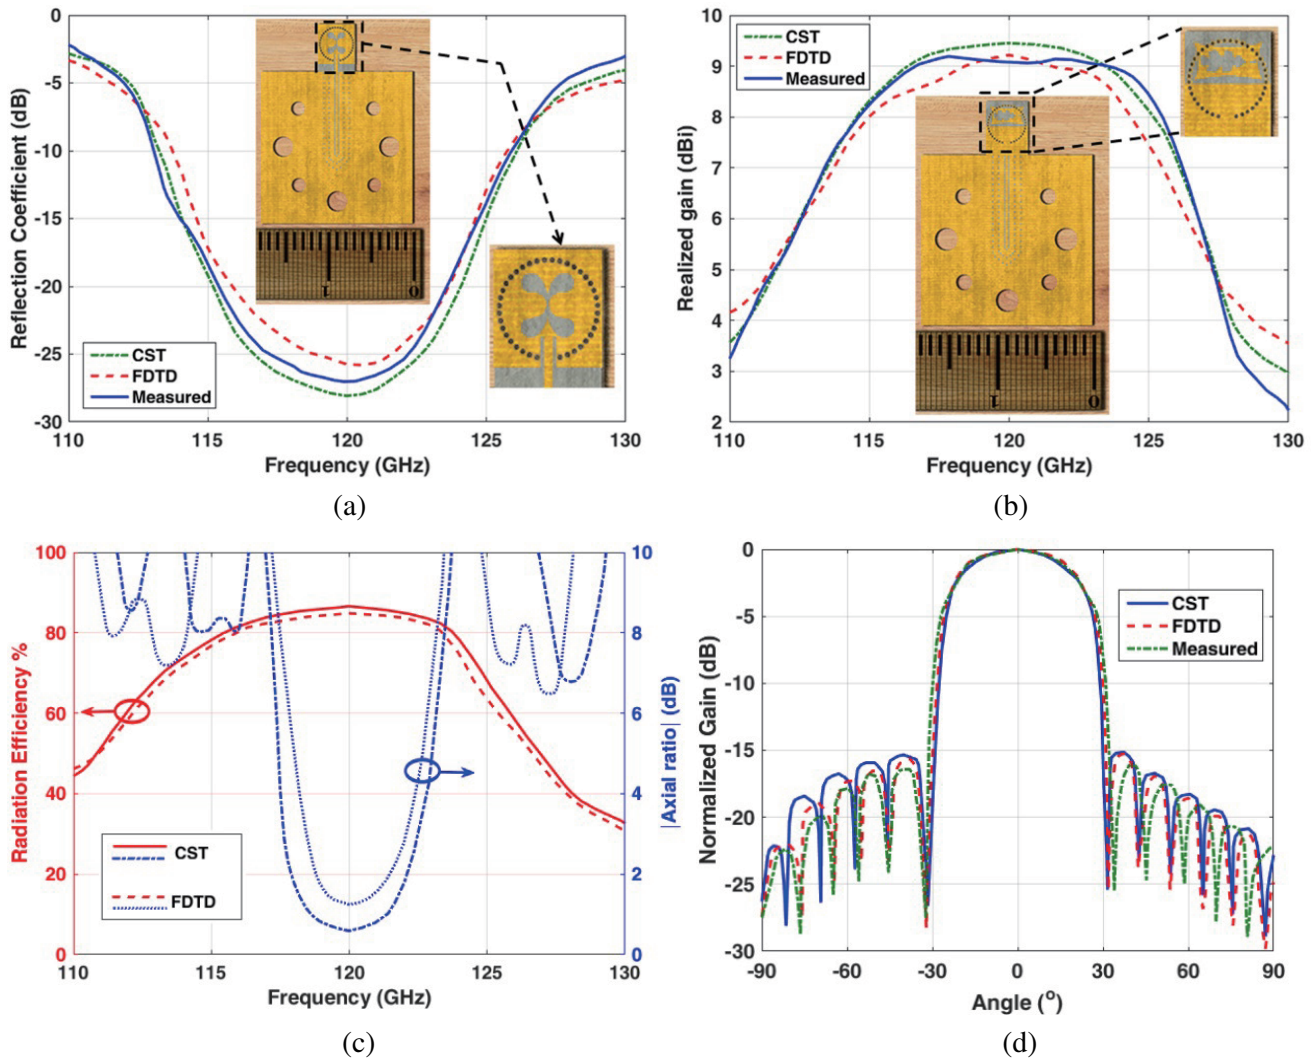 0
-5
-10
-15
-20
-25
-30
Reflection Coefficient (dB)
1 0
CST
FDTD
Measured
110 115 120 125 130
Frequency (GHz)
(a)
10
9
8
7
6
5
4
3
2
Realized gain (dBi)
CST
FDTD
Measured
1 0
110 115 120 125 130
Frequency (GHz)
(b)
100
80
60
40
20
0
Radiation Efficiency %
10
8
6
4
2
0
|Axial ratio| (dB)
CST
FDTD
110 115 120 125 130
Frequency (GHz)
(c)
0
-5
-10
-15
-20
-25
-30
Normalized Gain (dB)
CST
FDTD
Measured
-90 -60 -30 0 30 60 90
Angle (°)
(d)